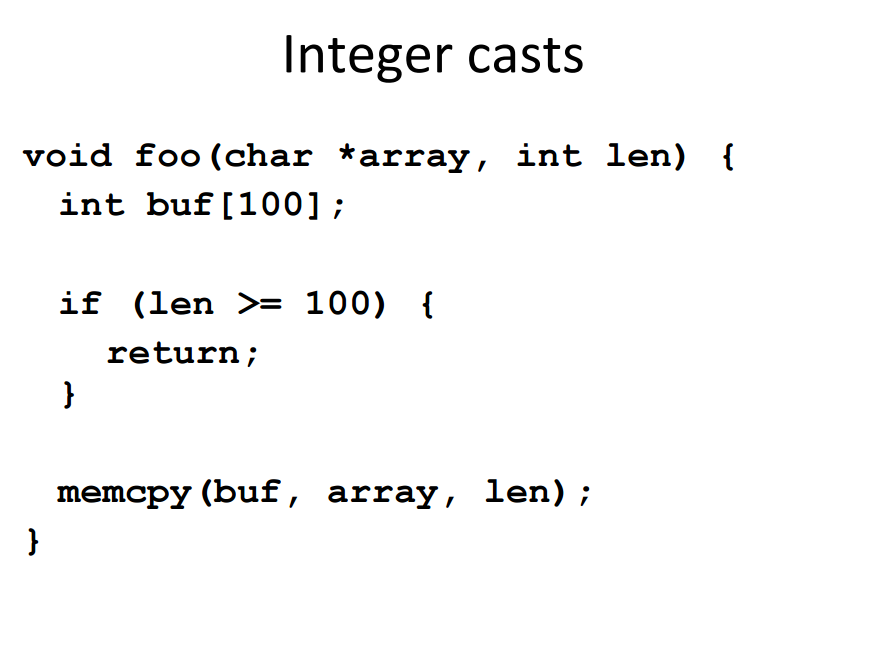 Integer casts
void foo(char *array, int len) {
int buf[100];
if (len >= 100) {
return;
}
memcpy(buf, array, len);
}